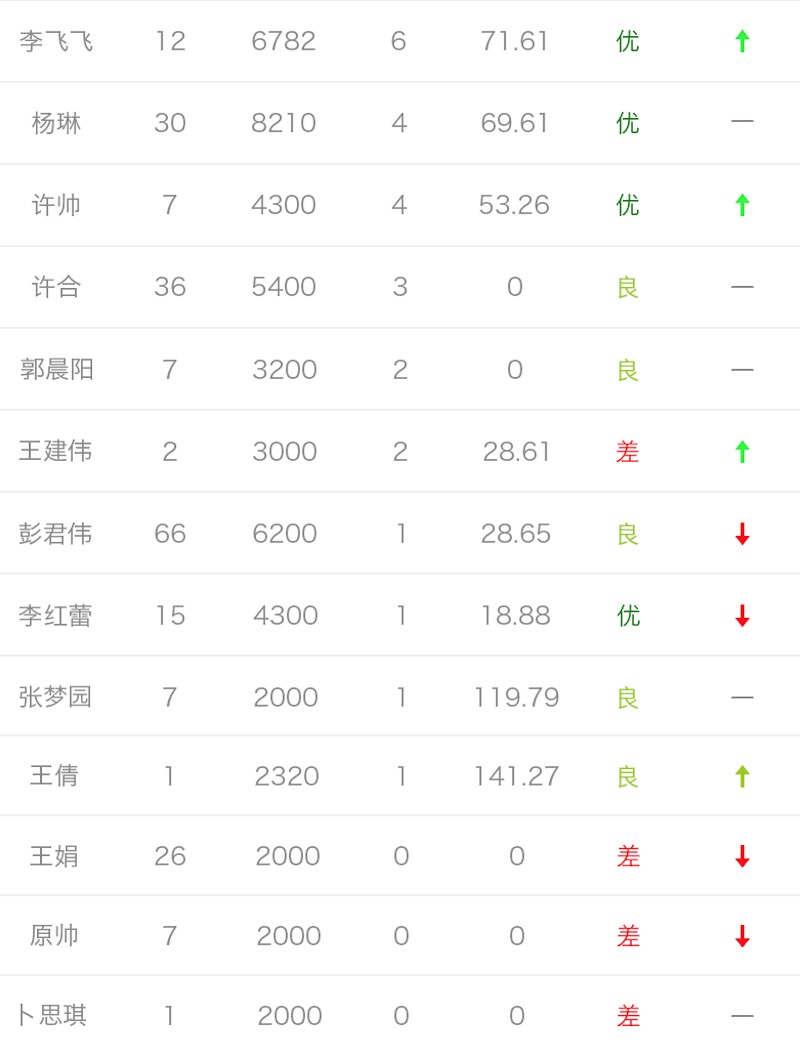 李飞飞 12 6782 6 71.61 优 ↑
杨琳 30 8210 4 69.61 优 —
许帅 7 4300 4 53.26 优 ↑
许合 36 5400 3 0 良 —
郭晨阳 7 3200 2 0 良 —
王建伟 2 3000 2 28.61 差 ↑
彭君伟 66 6200 1 28.65 良 ↓
李红蕾 15 4300 1 18.88 优 ↓
张梦园 7 2000 1 119.79 良 —
王倩 1 2320 1 141.27 良 ↑
王娟 26 2000 0 0 差 ↓
原帅 7 2000 0 0 差 ↓
卜思琪 1 2000 0 0 差 —